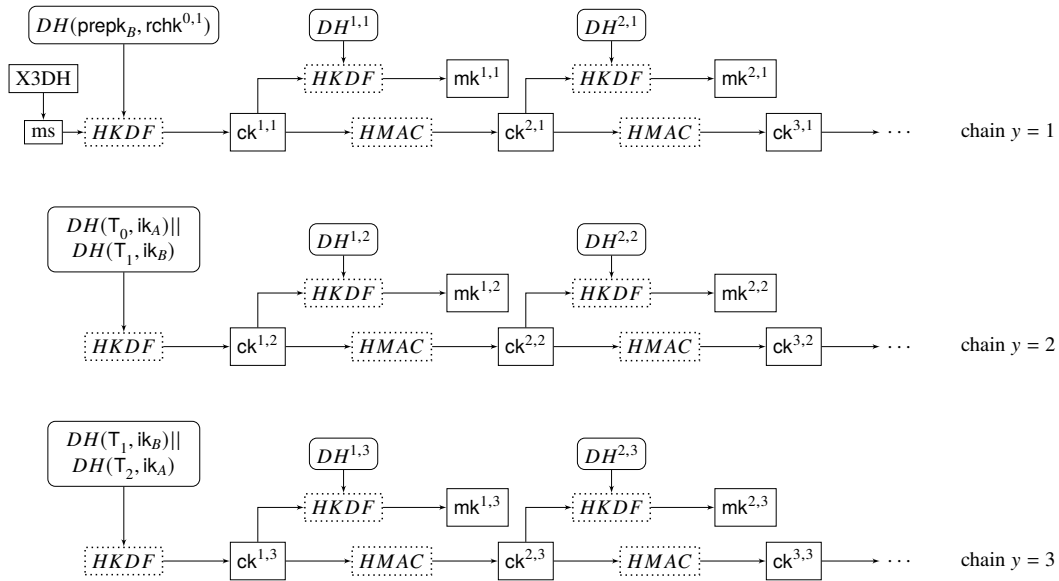 DH(prepk_B, rchk^{0,1})
DH^{1,1}
DH^{2,1}
X3DH
HKDF
mk^{1,1}
HKDF
mk^{2,1}
ms
HKDF
ck^{1,1}
HMAC
ck^{2,1}
HMAC
ck^{3,1}
⋯
chain y = 1
DH(T_0, ik_A)||
DH(T_1, ik_B)
DH^{1,2}
DH^{2,2}
HKDF
mk^{1,2}
HKDF
mk^{2,2}
HKDF
ck^{1,2}
HMAC
ck^{2,2}
HMAC
ck^{3,2}
⋯
chain y = 2
DH(T_1, ik_B)||
DH(T_2, ik_A)
DH^{1,3}
DH^{2,3}
HKDF
mk^{1,3}
HKDF
mk^{2,3}
HKDF
ck^{1,3}
HMAC
ck^{2,3}
HMAC
ck^{3,3}
⋯
chain y = 3